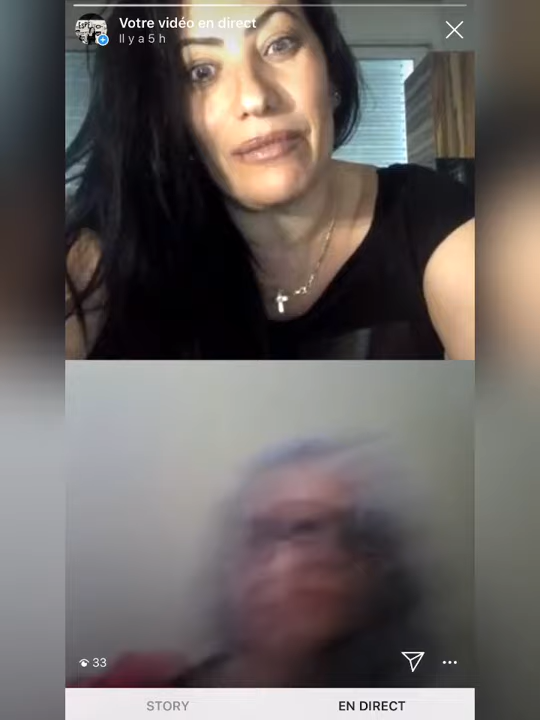 Votre vidéo en direct
Il y a 5 h
33
STORY
EN DIRECT